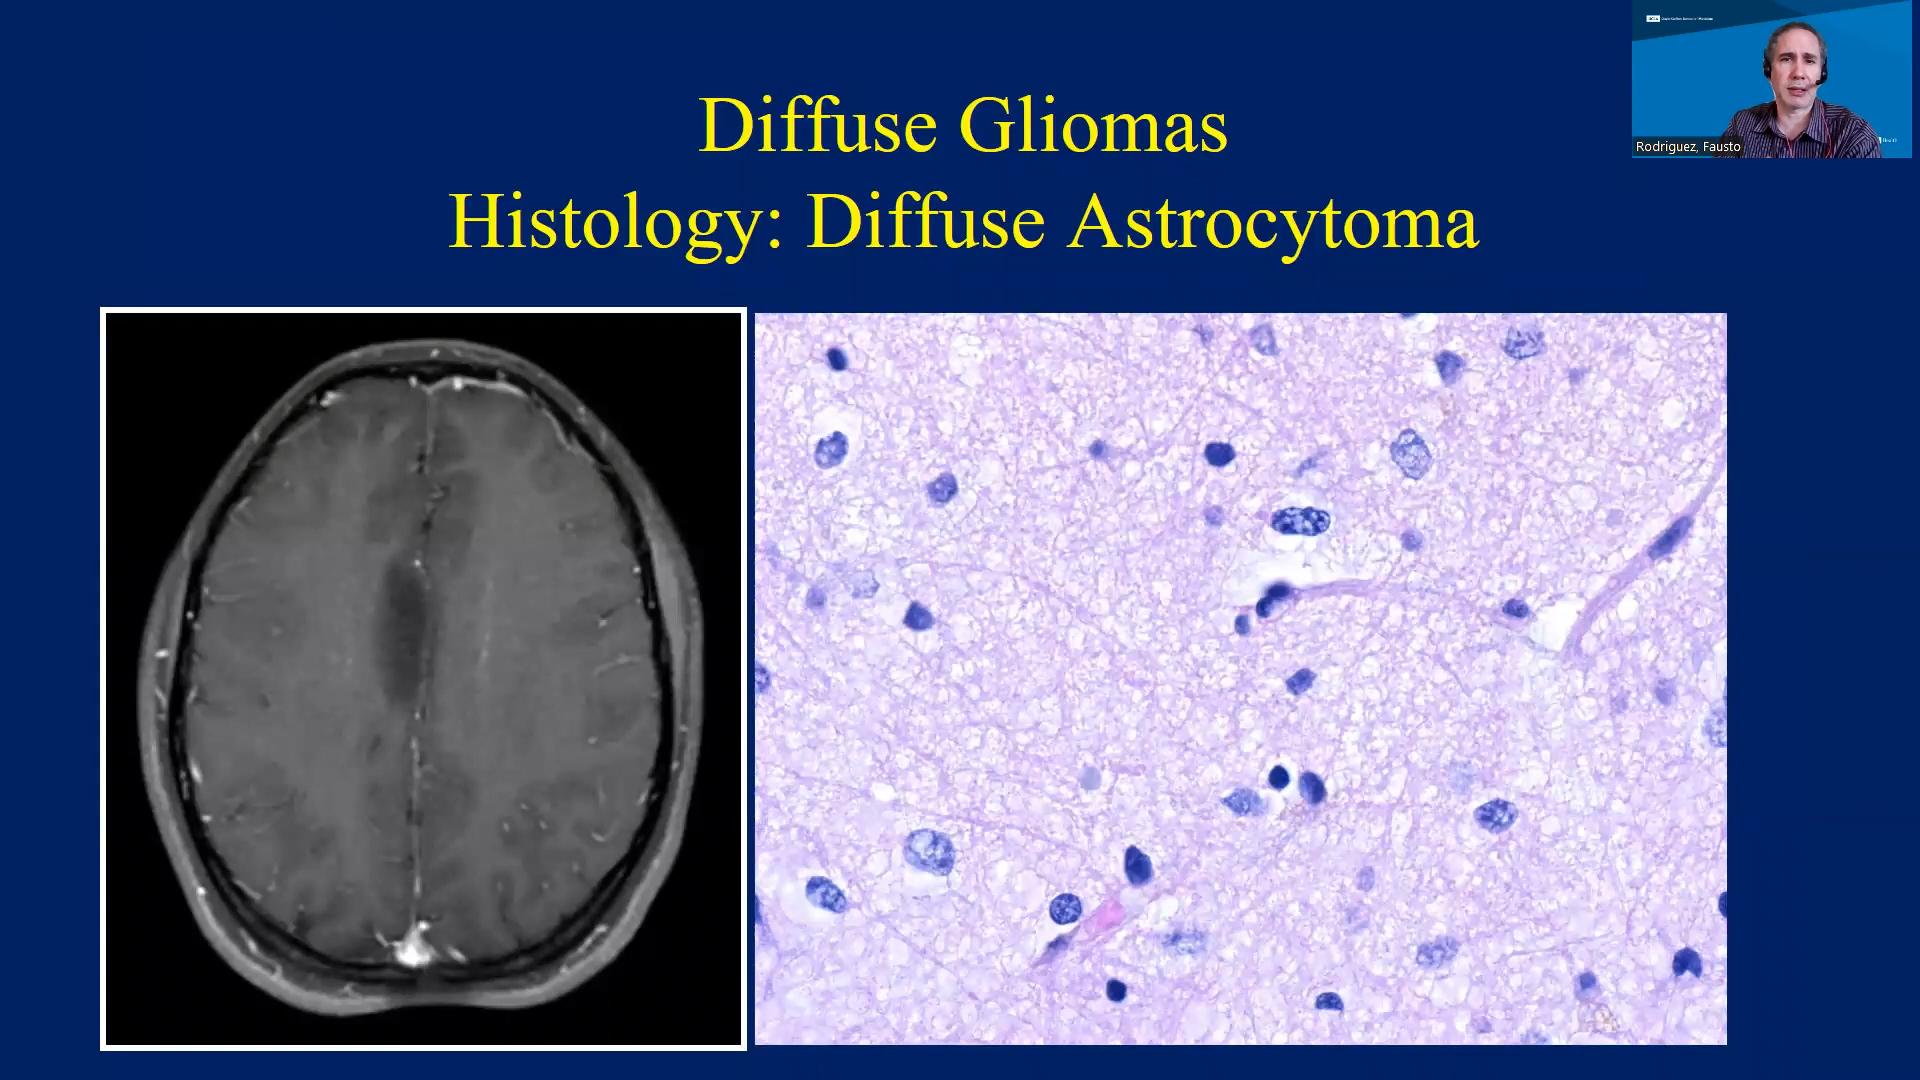 Diffuse Gliomas
Histology: Diffuse Astrocytoma
Rodriguez, Fausto